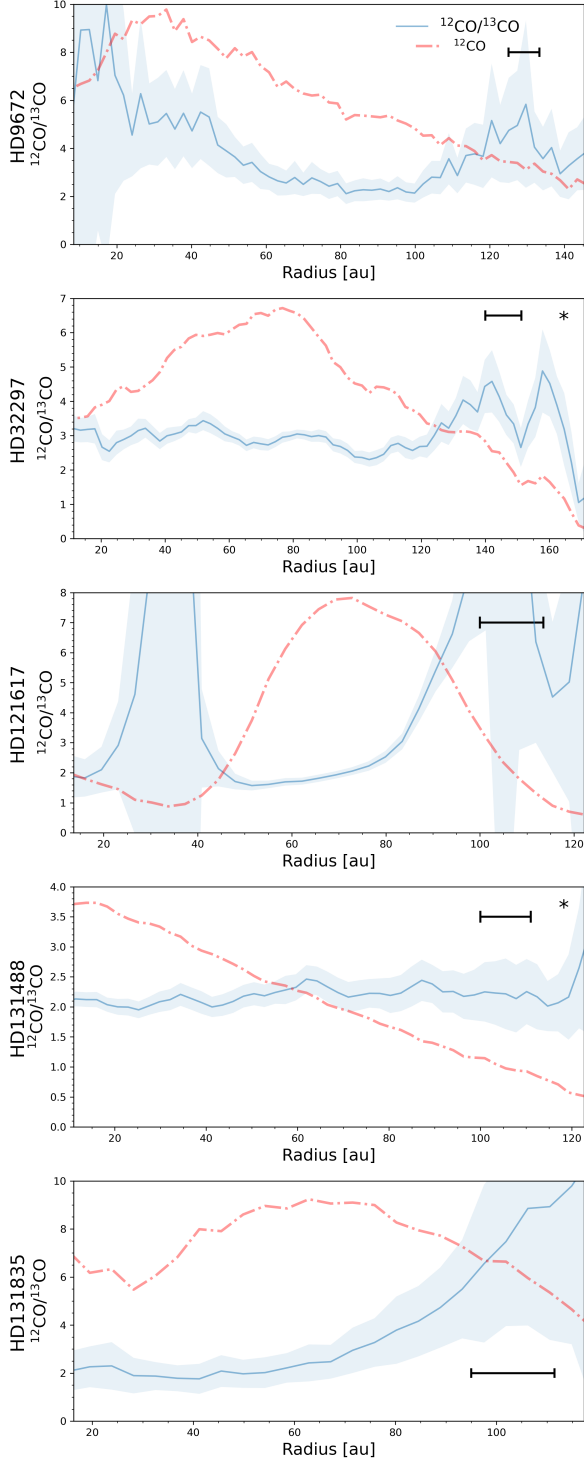 10
8
6
4
2
0
HD9672
¹²CO/¹³CO
¹²CO/¹³CO
¹²CO
20 40 60 80 100 120 140
Radius [au]
7
6
5
4
3
2
1
0
HD32297
¹²CO/¹³CO
*
20 40 60 80 100 120 140 160
Radius [au]
8
7
6
5
4
3
2
1
0
HD121617
¹²CO/¹³CO
20 40 60 80 100 120
Radius [au]
4.0
3.5
3.0
2.5
2.0
1.5
1.0
0.5
0.0
HD131488
¹²CO/¹³CO
*
20 40 60 80 100 120
Radius [au]
10
8
6
4
2
0
HD131835
¹²CO/¹³CO
20 40 60 80 100
Radius [au]